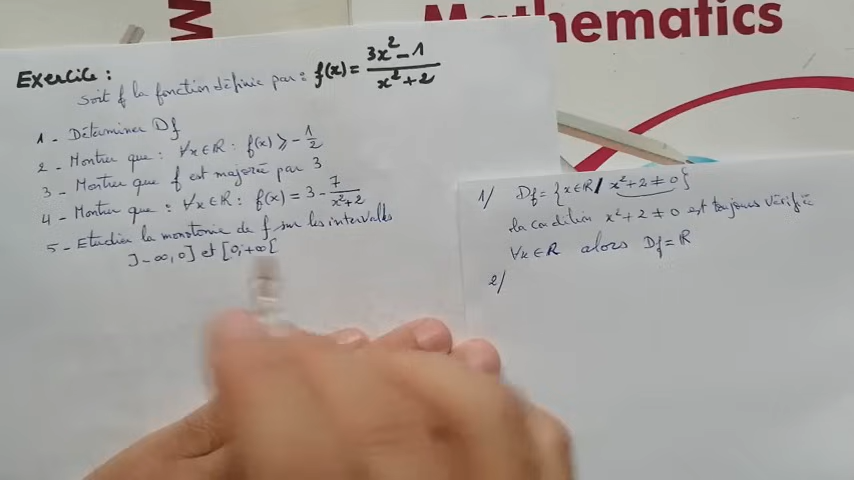 Mathematics
M
Exercice :
Soit f la fonction définie par : f(x) = \frac{3x²-1}{x²+2}
1 - Déterminer Df
2 - Montrer que : ∀x∈ℝ : f(x) ≥ -\frac{1}{2}
3 - Montrer que f est majorée par 3
4 - Montrer que : ∀x∈ℝ : f(x) = 3 - \frac{7}{x²+2}
5 - Etudier la monotonie de f sur les intervalles
]-∞,0] et [0;+∞[
1/ Df = {x∈ℝ / x²+2 ≠ 0}
la condition x²+2 ≠ 0 est toujours vérifiée
∀x∈ℝ alors Df = ℝ
2/